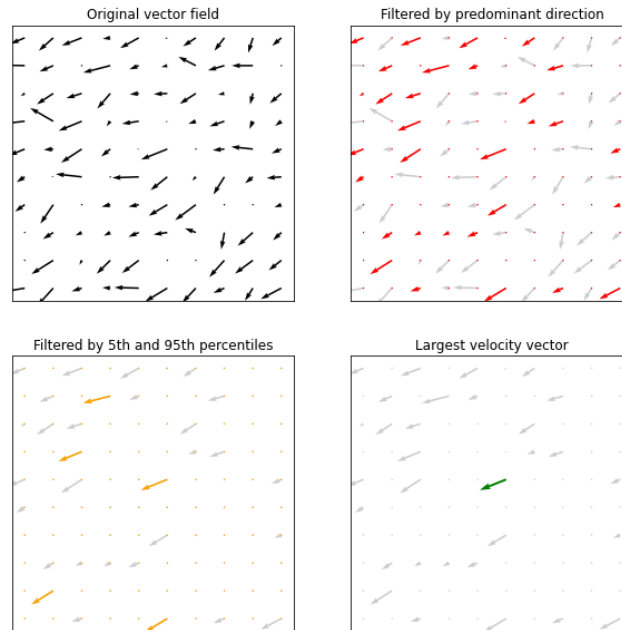 Original vector field
Filtered by predominant direction
Filtered by 5th and 95th percentiles
Largest velocity vector